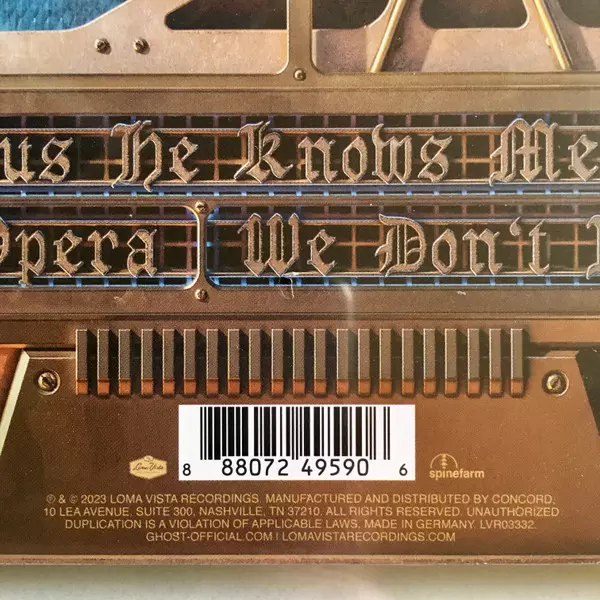 us He Knows Me
Opera | We Don't
8 88072 49590 6
Loma Vista
spinefarm
℗ & © 2023 LOMA VISTA RECORDINGS. MANUFACTURED AND DISTRIBUTED BY CONCORD,
10 LEA AVENUE, SUITE 300, NASHVILLE, TN 37210. ALL RIGHTS RESERVED. UNAUTHORIZED
DUPLICATION IS A VIOLATION OF APPLICABLE LAWS, MADE IN GERMANY. LVR03332.
GHOST-OFFICIAL.COM | LOMAVISTARECORDINGS.COM